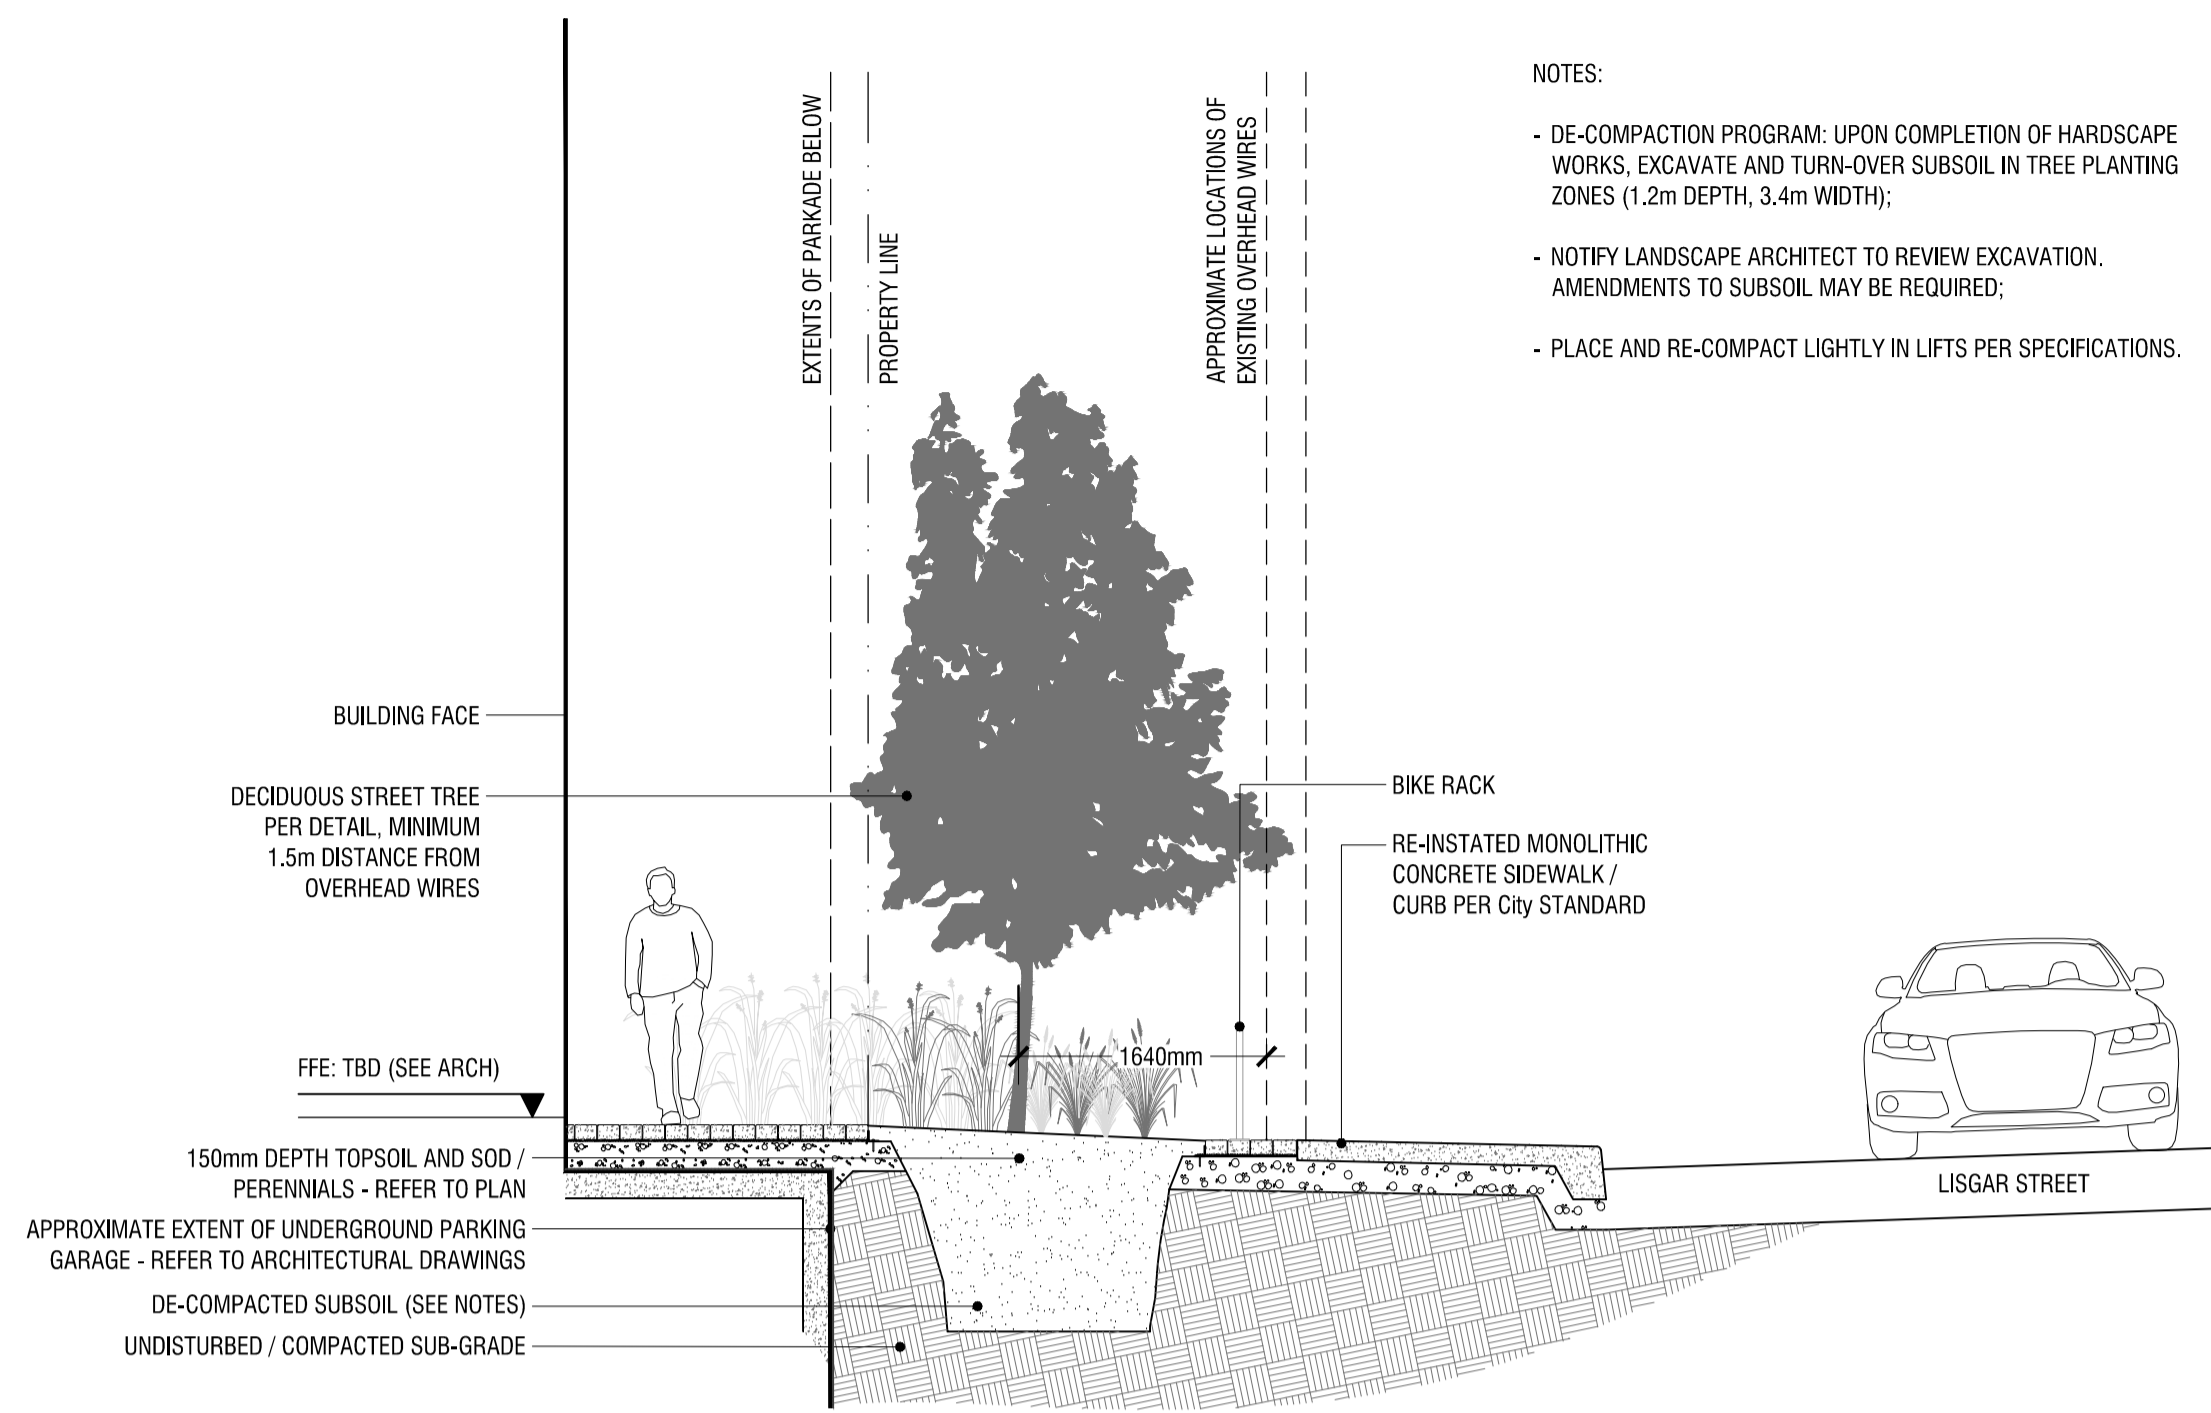 NOTES:
- DE-COMPACTION PROGRAM: UPON COMPLETION OF HARDSCAPE
WORKS, EXCAVATE AND TURN-OVER SUBSOIL IN TREE PLANTING
ZONES (1.2m DEPTH, 3.4m WIDTH);
- NOTIFY LANDSCAPE ARCHITECT TO REVIEW EXCAVATION.
AMENDMENTS TO SUBSOIL MAY BE REQUIRED;
- PLACE AND RE-COMPACT LIGHTLY IN LIFTS PER SPECIFICATIONS.
EXTENTS OF PARKADE BELOW
PROPERTY LINE
APPROXIMATE LOCATIONS OF
EXISTING OVERHEAD WIRES
BUILDING FACE
DECIDUOUS STREET TREE
PER DETAIL, MINIMUM
1.5m DISTANCE FROM
OVERHEAD WIRES
BIKE RACK
RE-INSTATED MONOLITHIC
CONCRETE SIDEWALK /
CURB PER City STANDARD
1640mm
FFE: TBD (SEE ARCH)
150mm DEPTH TOPSOIL AND SOD /
PERENNIALS - REFER TO PLAN
APPROXIMATE EXTENT OF UNDERGROUND PARKING
GARAGE - REFER TO ARCHITECTURAL DRAWINGS
DE-COMPACTED SUBSOIL (SEE NOTES)
UNDISTURBED / COMPACTED SUB-GRADE
LISGAR STREET